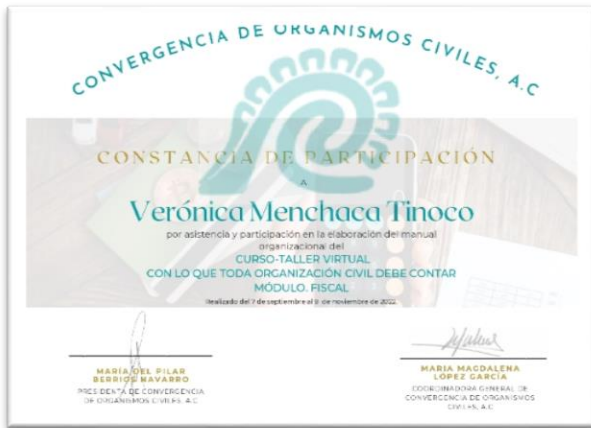 CONVERGENCIA DE ORGANISMOS CIVILES, A.C
CONSTANCIA DE PARTICIPACIÓN
A
Verónica Menchaca Tinoco
por asistencia y participación en la elaboración del manual
organizacional del
CURSO-TALLER VIRTUAL
CON LO QUE TODA ORGANIZACIÓN CIVIL DEBE CONTAR
MÓDULO. FISCAL
Realizado del 7 de septiembre al 9 de noviembre de 2022.
MARÍA DEL PILAR
BERRIOS NAVARRO
PRESIDENTA DE CONVERGENCIA
DE ORGANISMOS CIVILES, A.C
MARIA MAGDALENA
LÓPEZ GARCÍA
COORDINADORA GENERAL DE
CONVERGENCIA DE ORGANISMOS
CIVILES, A.C